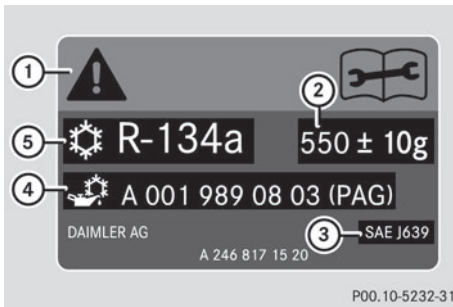 1
2
5
R-134a
550 ± 10g
4
A 001 989 08 03 (PAG)
DAIMLER AG
3
SAE J639
A 246 817 15 20
P00.10-5232-31